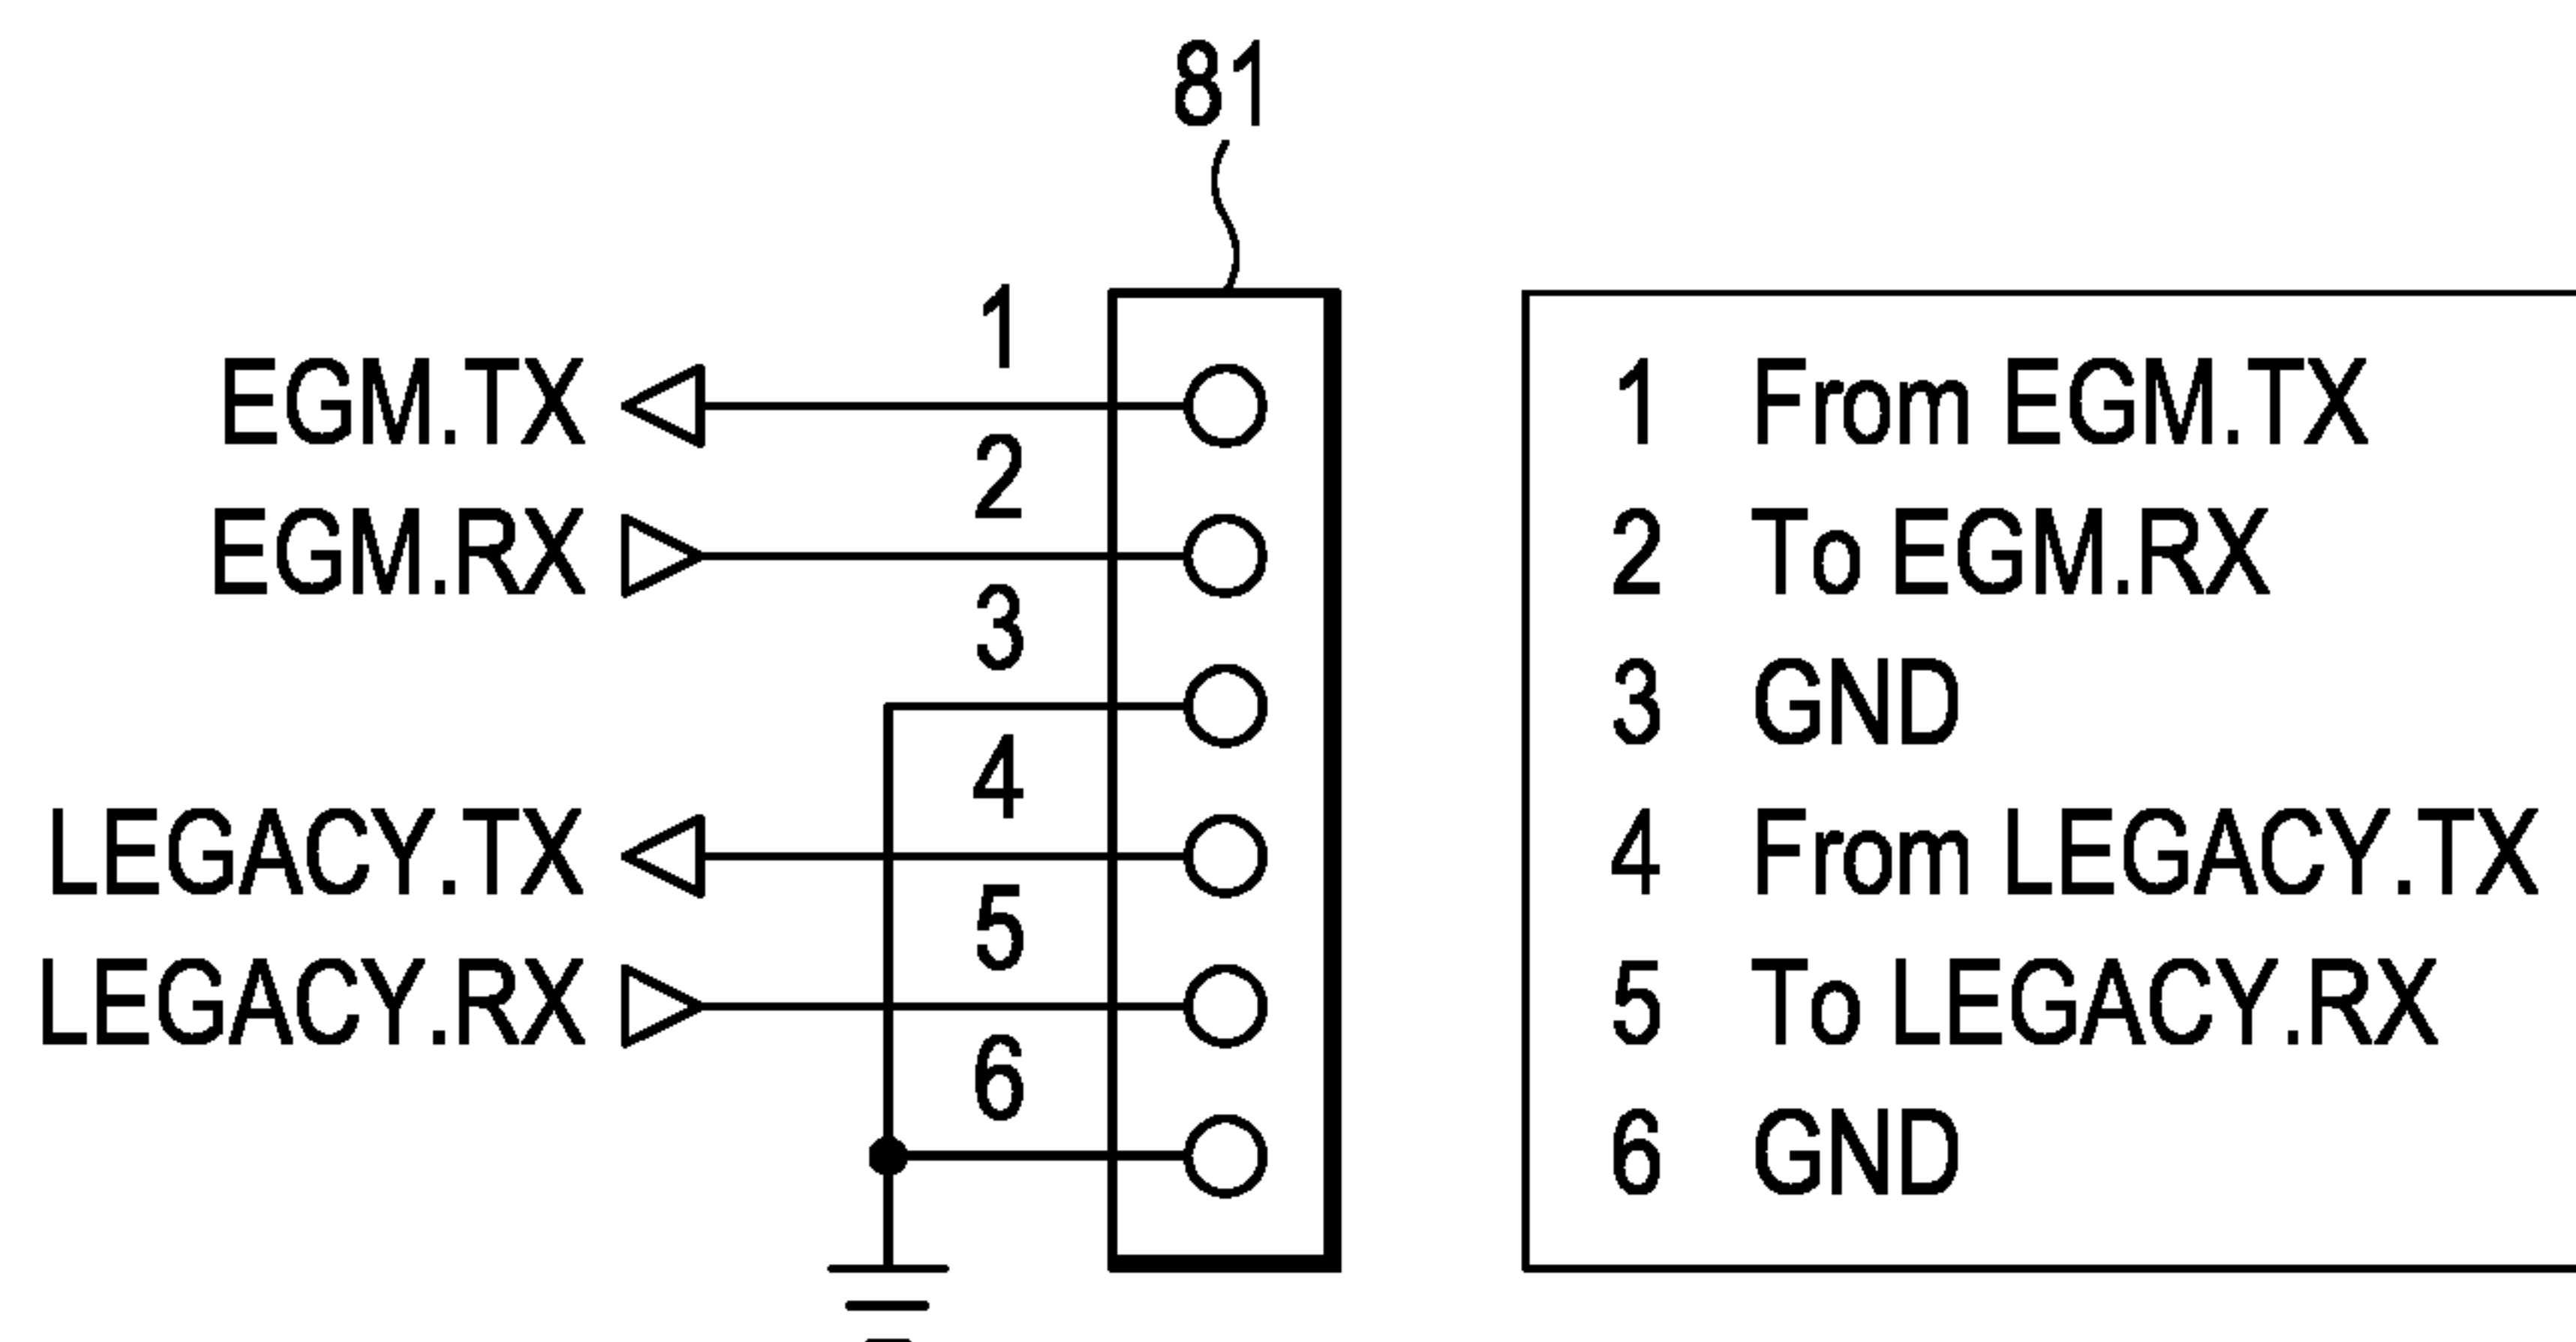 81
1
EGM.TX
2
EGM.RX
3
4
LEGACY.TX
5
LEGACY.RX
6
1 From EGM.TX
2 To EGM.RX
3 GND
4 From LEGACY.TX
5 To LEGACY.RX
6 GND